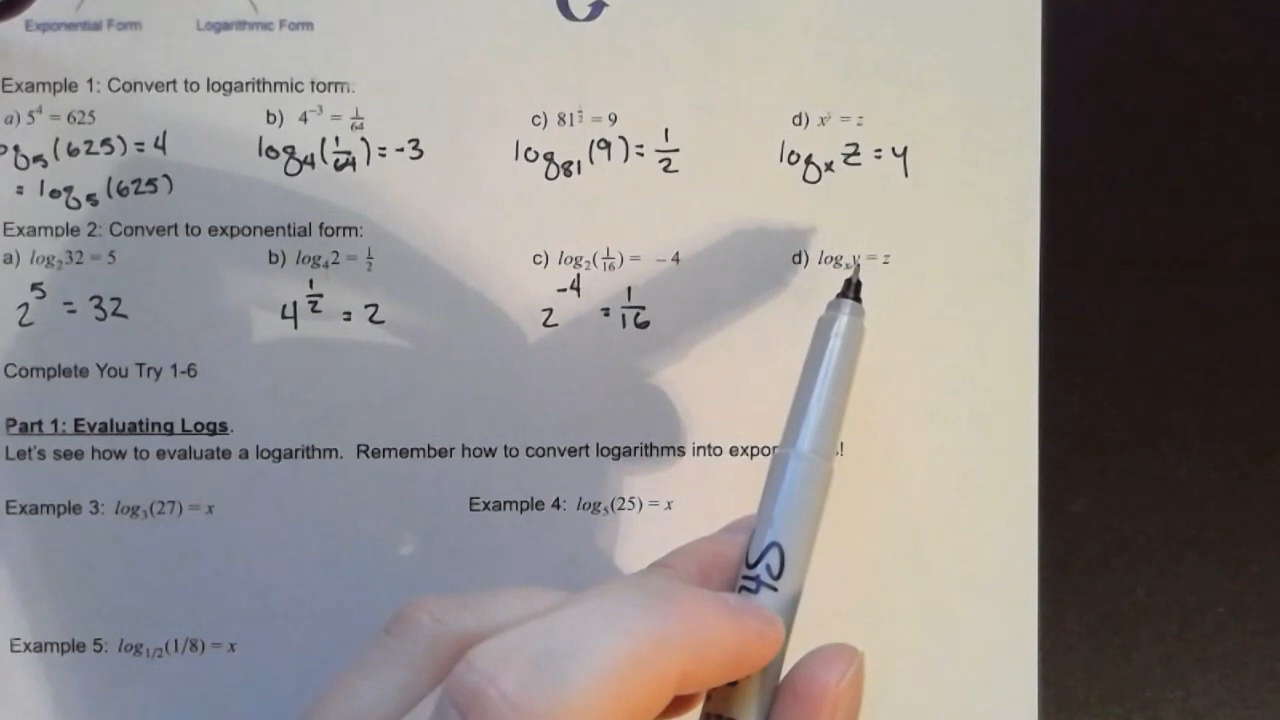 Exponential Form Logarithmic Form
Example 1: Convert to logarithmic form.
a) 5⁴ = 625 b) 4⁻³ = 1/64 c) 81^(1/2) = 9 d) xʸ = z
og₅(625) = 4 log₄(1/64) = -3 log₈₁(9) = 1/2 logₓ z = y
= log₅(625)
Example 2: Convert to exponential form:
a) log₂32 = 5 b) log₄2 = 1/2 c) log₂(1/16) = -4 d) logₓy = z
2⁵ = 32 4^(1/2) = 2 2⁻⁴ = 1/16
Complete You Try 1-6
Part 1: Evaluating Logs.
Let's see how to evaluate a logarithm. Remember how to convert logarithms into !
Example 3: log₃(27) = x Example 4: log₅(25) = x
Example 5: log₁/₂(1/8) = x